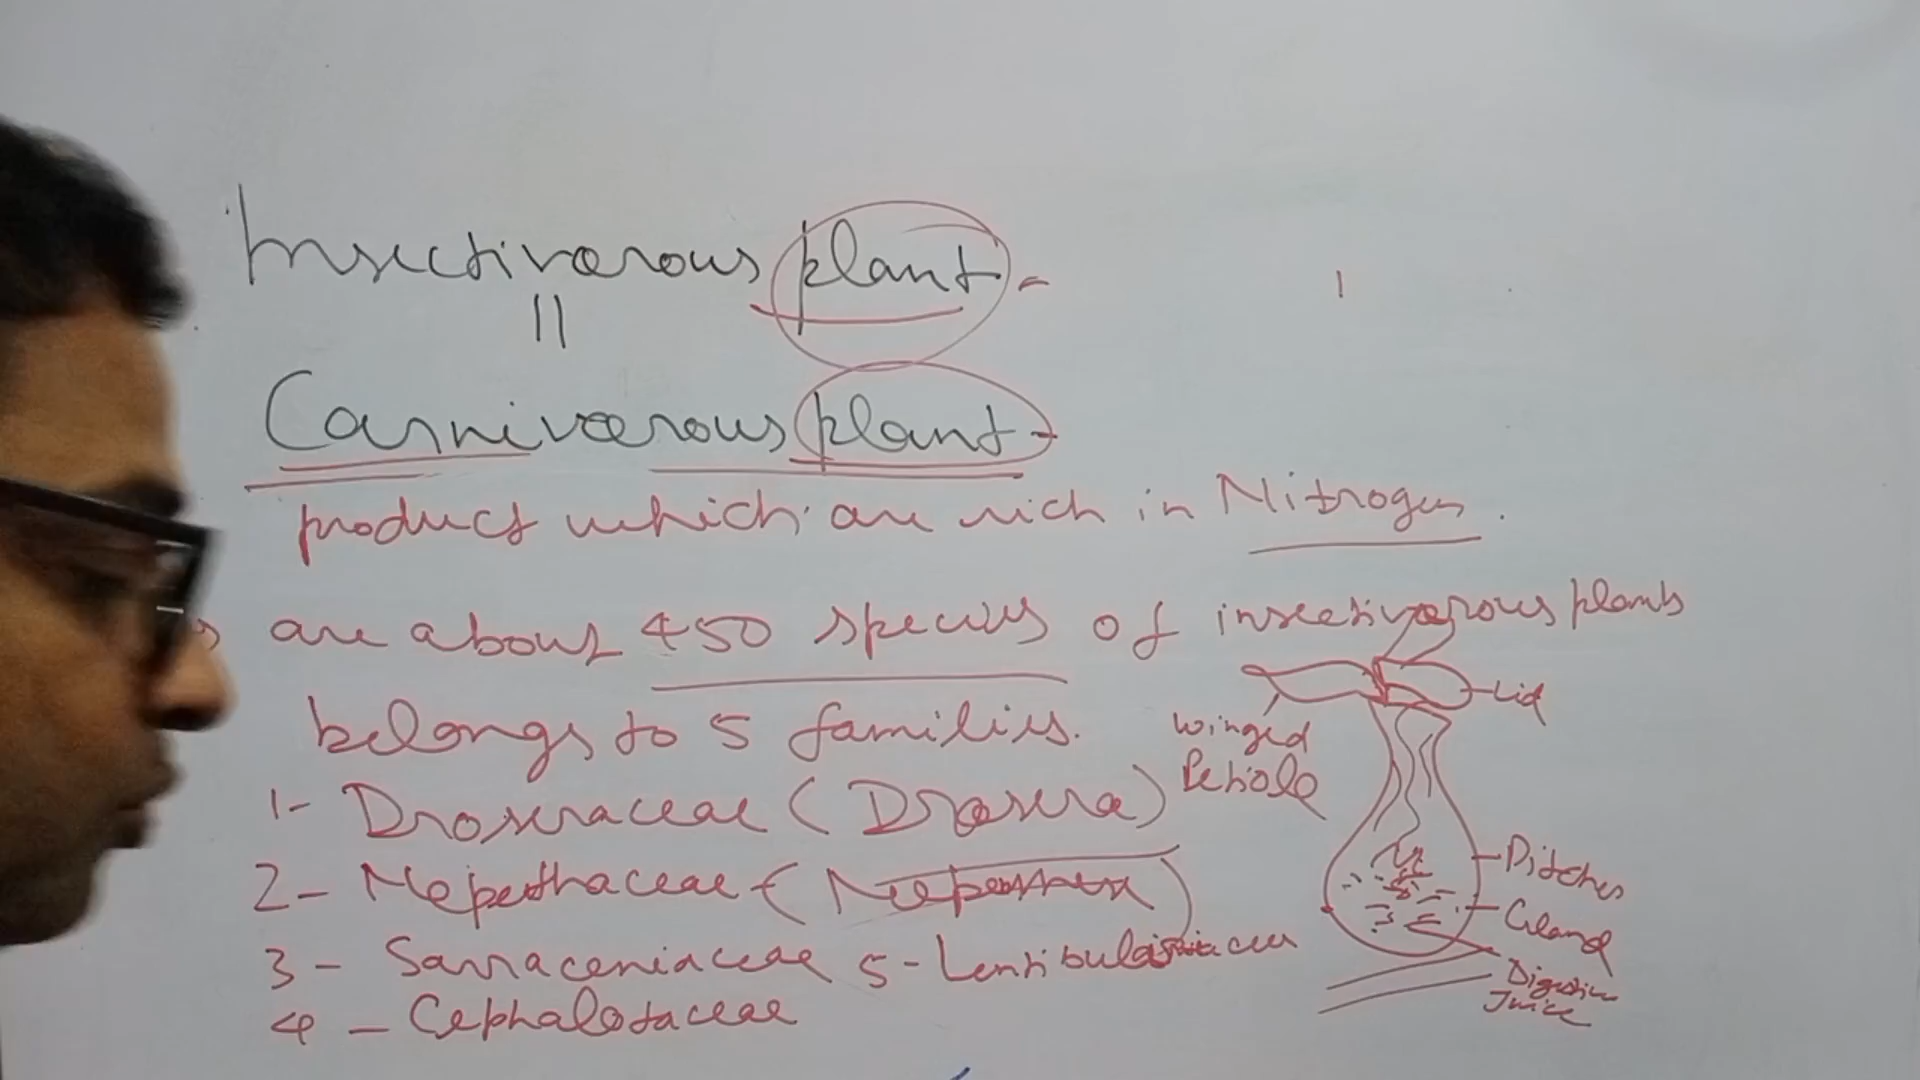 Insectivorous plant -
||
Carnivorous plant -
product which are rich in Nitrogen.
are about 450 species of insectivorous plants
belongs to 5 families.
1- Droseraceae (Drosera)
2- Nepenthaceae - (
3 - Sarraceniaceae 5 - Lentibulariaceae
4 - Cephalotaceae
Lid
Winged
Petiole
Pitcher
Gland
Digestive
Juice